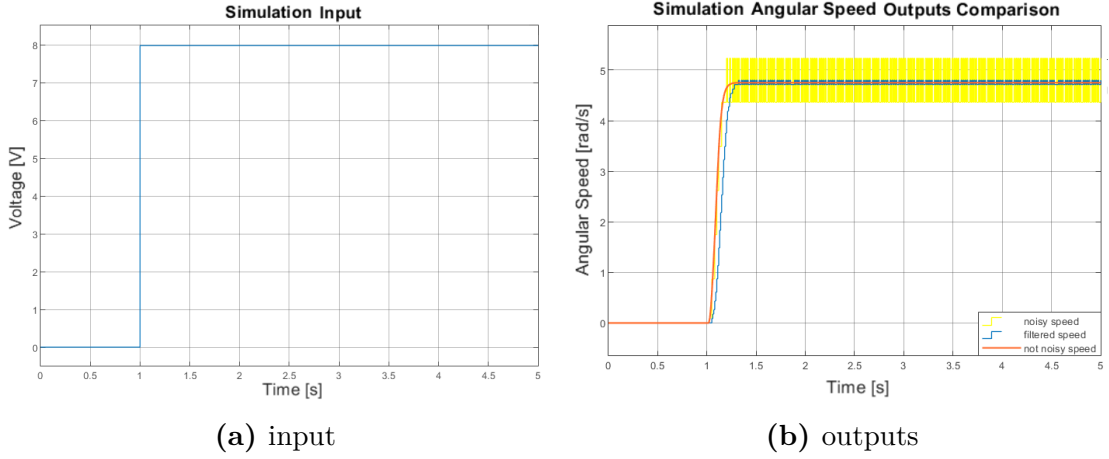 Simulation Input
Voltage [V]
8
7
6
5
4
3
2
1
0
0 0.5 1 1.5 2 2.5 3 3.5 4 4.5 5
Time [s]
(a) input
Simulation Angular Speed Outputs Comparison
Angular Speed [rad/s]
5
4
3
2
1
0
noisy speed
filtered speed
not noisy speed
0 0.5 1 1.5 2 2.5 3 3.5 4 4.5 5
Time [s]
(b) outputs